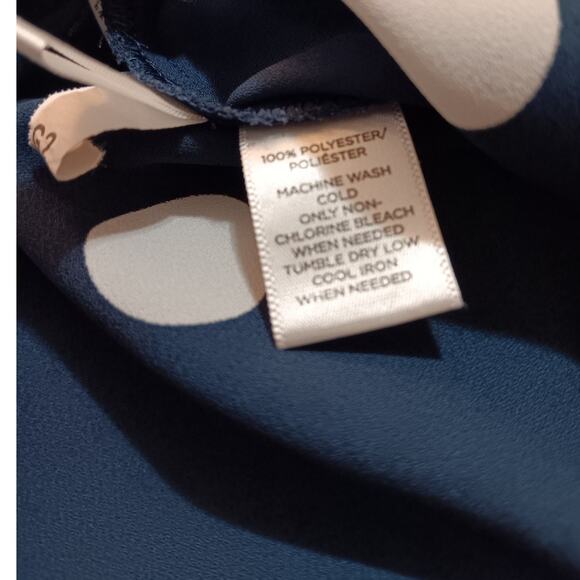 100% POLYESTER/
POLIÉSTER
MACHINE WASH
COLD
ONLY NON-
CHLORINE BLEACH
WHEN NEEDED
TUMBLE DRY LOW
COOL IRON
WHEN NEEDED